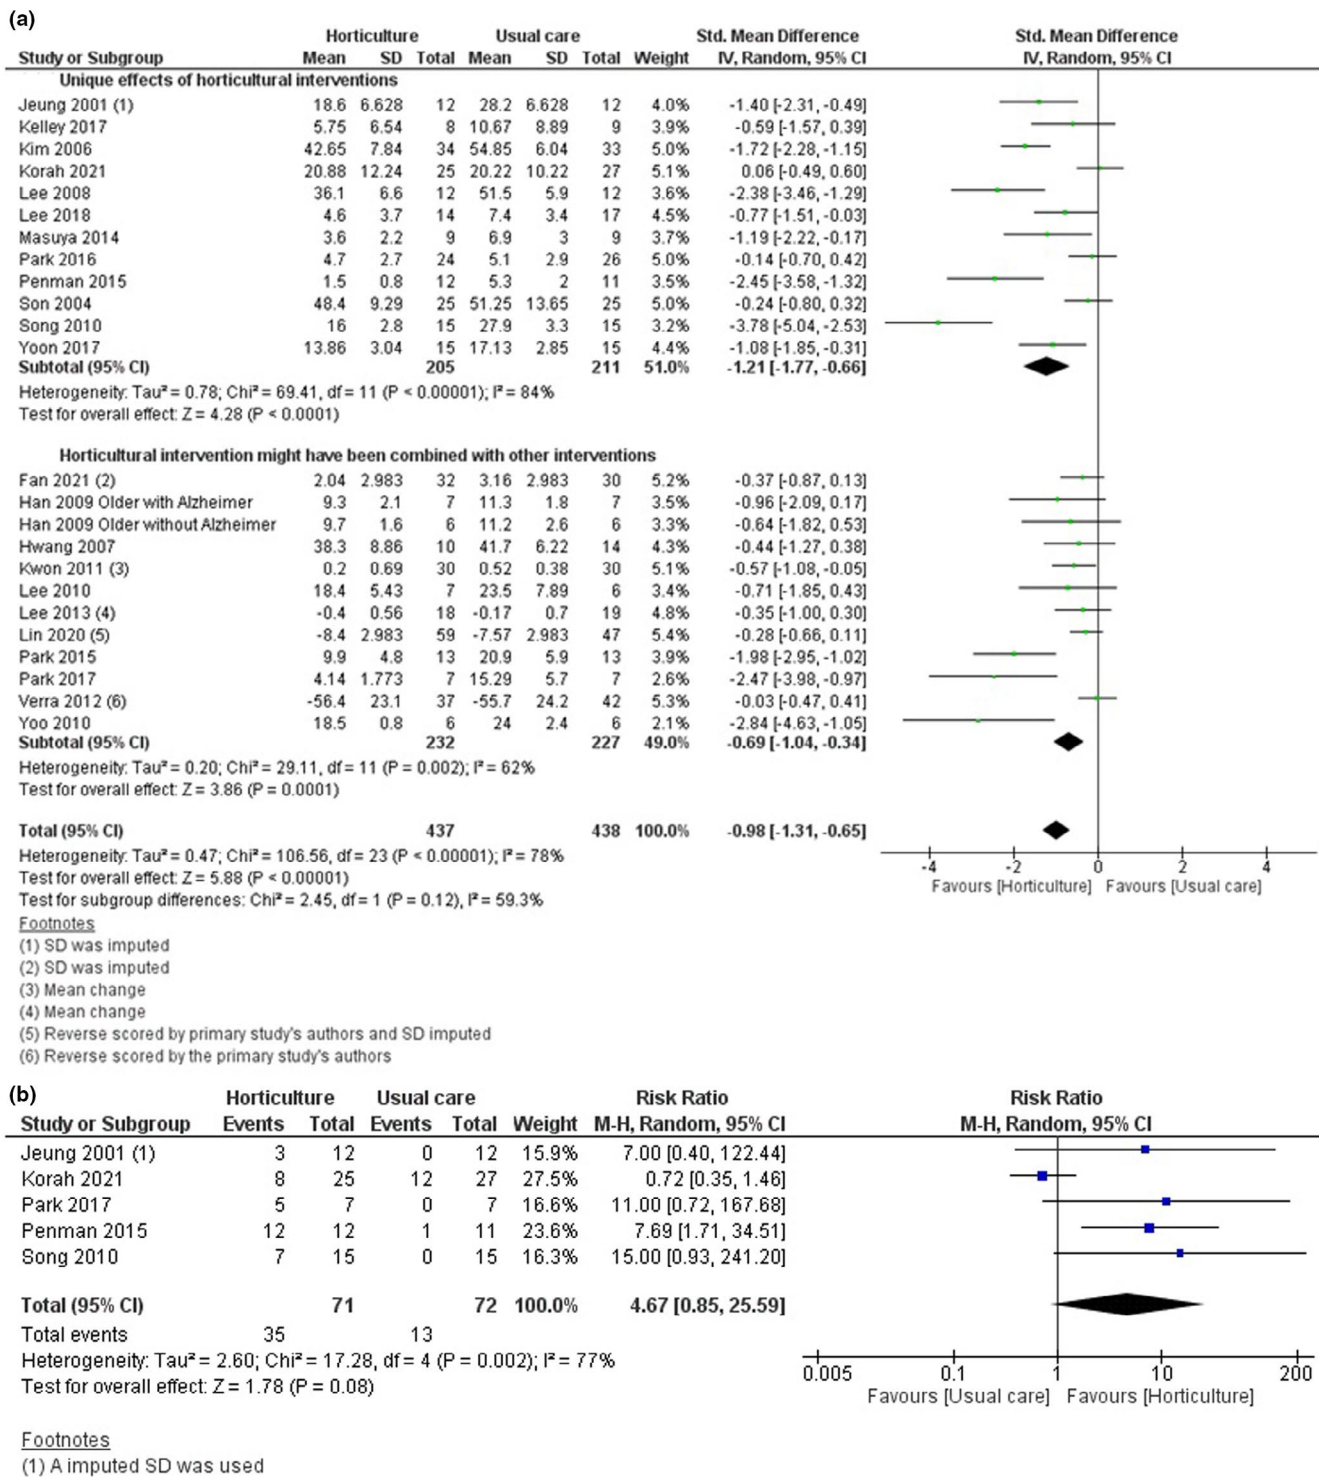 (a)
Horticulture Usual care Std. Mean Difference Std. Mean Difference
Study or Subgroup Mean SD Total Mean SD Total Weight IV, Random, 95% CI IV, Random, 95% CI
Unique effects of horticultural interventions
Jeung 2001 (1) 18.6 6.628 12 28.2 6.628 12 4.0% -1.40 [-2.31, -0.49]
Kelley 2017 5.75 6.54 8 10.67 8.89 9 3.9% -0.59 [-1.57, 0.39]
Kim 2006 42.65 7.84 34 54.85 6.04 33 5.0% -1.72 [-2.28, -1.15]
Korah 2021 20.88 12.24 25 20.22 10.22 27 5.1% 0.06 [-0.49, 0.60]
Lee 2008 36.1 6.6 12 51.5 5.9 12 3.6% -2.38 [-3.46, -1.29]
Lee 2018 4.6 3.7 14 7.4 3.4 17 4.5% -0.77 [-1.51, -0.03]
Masuya 2014 3.6 2.2 9 6.9 3 9 3.7% -1.19 [-2.22, -0.17]
Park 2016 4.7 2.7 24 5.1 2.9 26 5.0% -0.14 [-0.70, 0.42]
Penman 2015 1.5 0.8 12 5.3 2 11 3.5% -2.45 [-3.58, -1.32]
Son 2004 48.4 9.29 25 51.25 13.65 25 5.0% -0.24 [-0.80, 0.32]
Song 2010 16 2.8 15 27.9 3.3 15 3.2% -3.78 [-5.04, -2.53]
Yoon 2017 13.86 3.04 15 17.13 2.85 15 4.4% -1.08 [-1.85, -0.31]
Subtotal (95% CI) 205 211 51.0% -1.21 [-1.77, -0.66]
Heterogeneity: Tau² = 0.78; Chi² = 69.41, df = 11 (P < 0.00001); I² = 84%
Test for overall effect: Z = 4.28 (P < 0.0001)
Horticultural intervention might have been combined with other interventions
Fan 2021 (2) 2.04 2.983 32 3.16 2.983 30 5.2% -0.37 [-0.87, 0.13]
Han 2009 Older with Alzheimer 9.3 2.1 7 11.3 1.8 7 3.4% -0.96 [-2.09, 0.17]
Han 2009 Older without Alzheimer 9.7 1.6 6 11.2 2.6 6 3.3% -0.64 [-1.82, 0.53]
Hwang 2007 38.3 8.86 10 41.7 6.22 14 4.3% -0.44 [-1.27, 0.38]
Kwon 2011 (3) 0.2 0.69 30 0.52 0.38 30 5.1% -0.57 [-1.08, -0.05]
Lee 2010 18.4 5.43 7 23.5 7.89 6 3.4% -0.71 [-1.85, 0.43]
Lee 2013 (4) -0.4 0.56 18 -0.17 0.7 19 4.8% -0.35 [-1.00, 0.30]
Lin 2020 (5) -8.4 2.983 59 -7.57 2.983 47 5.4% -0.28 [-0.66, 0.11]
Park 2015 9.9 4.8 13 20.9 5.9 13 3.9% -1.98 [-2.95, -1.02]
Park 2017 4.14 1.773 7 15.29 5.7 7 2.6% -2.47 [-3.98, -0.97]
Verra 2012 (6) -56.4 23.1 37 -55.7 24.2 42 5.3% -0.03 [-0.47, 0.41]
Yoo 2010 18.5 0.8 6 24 2.4 6 2.1% -2.84 [-4.63, -1.05]
Subtotal (95% CI) 232 227 49.0% -0.69 [-1.04, -0.34]
Heterogeneity: Tau² = 0.20; Chi² = 29.11, df = 11 (P = 0.002); I² = 62%
Test for overall effect: Z = 3.86 (P = 0.0001)
Total (95% CI) 437 438 100.0% -0.98 [-1.31, -0.65]
Heterogeneity: Tau² = 0.47; Chi² = 106.56, df = 23 (P < 0.00001); I² = 78%
Test for overall effect: Z = 5.88 (P < 0.00001)
Test for subgroup differences: Chi² = 2.45, df = 1 (P = 0.12), I² = 59.3%
-4 -2 0 2 4
Favours [Horticulture] Favours [Usual care]
Footnotes
(1) SD was imputed
(2) SD was imputed
(3) Mean change
(4) Mean change
(5) Reverse scored by primary study's authors and SD imputed
(6) Reverse scored by the primary study's authors
(b)
Horticulture Usual care Risk Ratio Risk Ratio
Study or Subgroup Events Total Events Total Weight M-H, Random, 95% CI M-H, Random, 95% CI
Jeung 2001 (1) 3 12 0 12 15.9% 7.00 [0.40, 122.44]
Korah 2021 8 25 12 27 27.5% 0.72 [0.35, 1.46]
Park 2017 5 7 0 7 16.6% 11.00 [0.72, 167.68]
Penman 2015 12 12 1 11 23.6% 7.69 [1.71, 34.51]
Song 2010 7 15 0 15 16.3% 15.00 [0.93, 241.20]
Total (95% CI) 71 72 100.0% 4.67 [0.85, 25.59]
Total events 35 13
Heterogeneity: Tau² = 2.60; Chi² = 17.28, df = 4 (P = 0.002); I² = 77%
Test for overall effect: Z = 1.78 (P = 0.08)
0.005 0.1 1 10 200
Favours [Usual care] Favours [Horticulture]
Footnotes
(1) A imputed SD was used